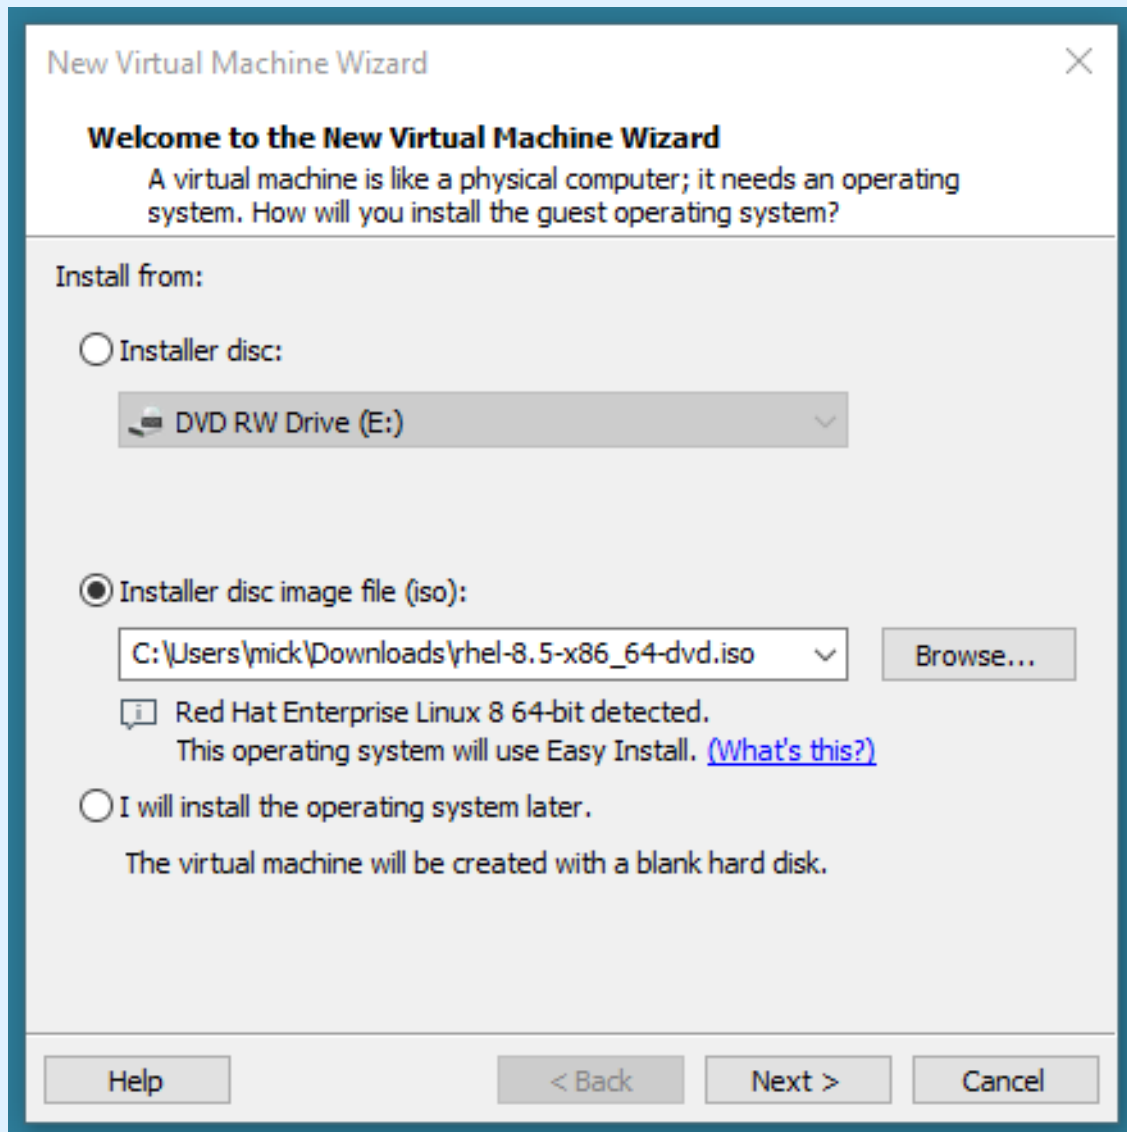 New Virtual Machine Wizard
Welcome to the New Virtual Machine Wizard
A virtual machine is like a physical computer; it needs an operating
system. How will you install the guest operating system?
Install from:
Installer disc:
DVD RW Drive (E:)
Installer disc image file (iso):
C:\Users\mick\Downloads\rhel-8.5-x86_64-dvd.iso
Browse...
Red Hat Enterprise Linux 8 64-bit detected.
This operating system will use Easy Install. (What's this?)
I will install the operating system later.
The virtual machine will be created with a blank hard disk.
Help
< Back
Next >
Cancel